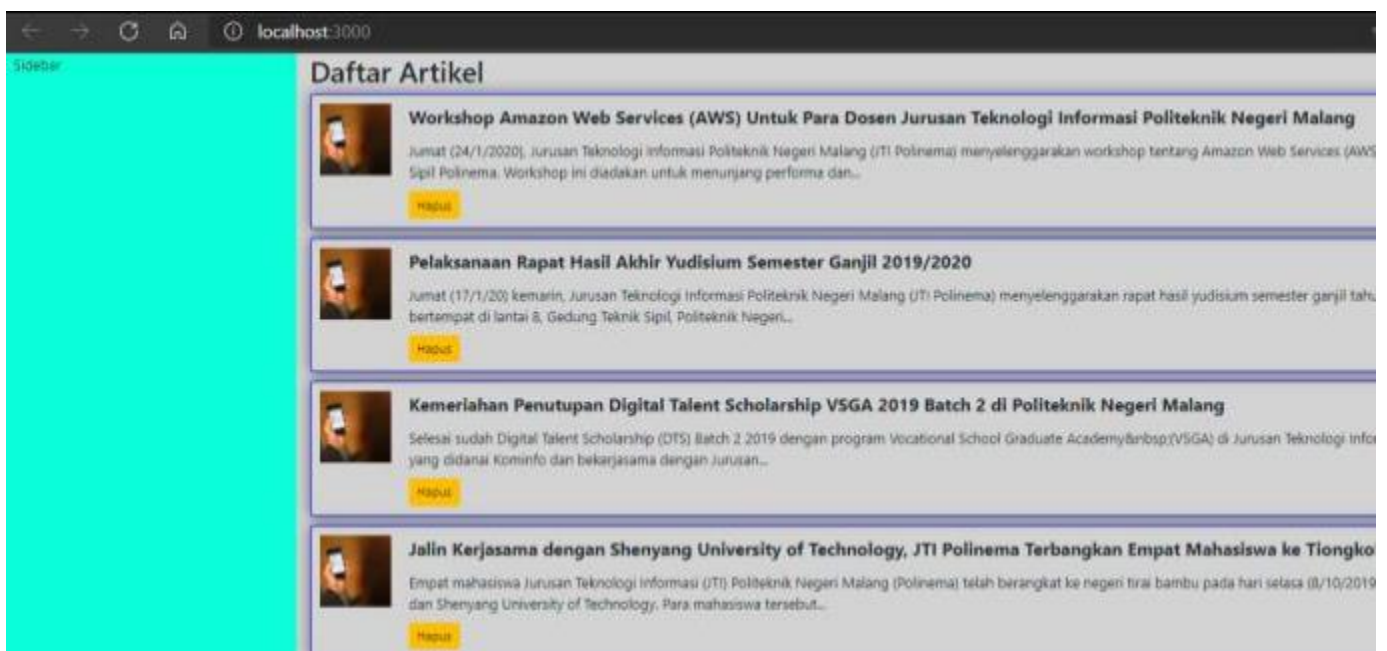 localhost:3000
Sidebar
Daftar Artikel
Workshop Amazon Web Services (AWS) Untuk Para Dosen Jurusan Teknologi Informasi Politeknik Negeri Malang
Jumat (24/1/2020), Jurusan Teknologi Informasi Politeknik Negeri Malang (JTI Polinema) menyelenggarakan workshop tentang Amazon Web Services (AWS
Sipil Polinema. Workshop ini diadakan untuk menunjang performa dan...
Hapus
Pelaksanaan Rapat Hasil Akhir Yudisium Semester Ganjil 2019/2020
Jumat (17/1/20) kemarin, Jurusan Teknologi Informasi Politeknik Negeri Malang (JTI Polinema) menyelenggarakan rapat hasil yudisium semester ganjil tahu
bertempat di lantai 8, Gedung Teknik Sipil, Politeknik Negeri...
Hapus
Kemeriahan Penutupan Digital Talent Scholarship VSGA 2019 Batch 2 di Politeknik Negeri Malang
Selesai sudah Digital Talent Scholarship (DTS) Batch 2 2019 dengan program Vocational School Graduate Academy&nbsp;(VSGA) di Jurusan Teknologi Infor
yang didanai Kominfo dan bekerjasama dengan Jurusan...
Hapus
Jalin Kerjasama dengan Shenyang University of Technology, JTI Polinema Terbangkan Empat Mahasiswa ke Tiongko
Empat mahasiswa Jurusan Teknologi Informasi (JTI) Politeknik Negeri Malang (Polinema) telah berangkat ke negeri tirai bambu pada hari selasa (8/10/2019
dan Shenyang University of Technology. Para mahasiswa tersebut...
Hapus